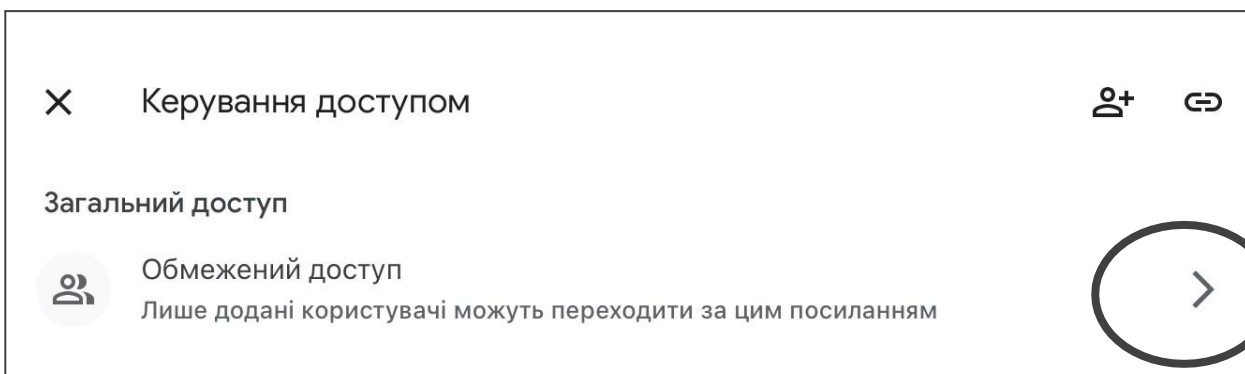 Керування доступом
Загальний доступ
Обмежений доступ
Лише додані користувачі можуть переходити за цим посиланням